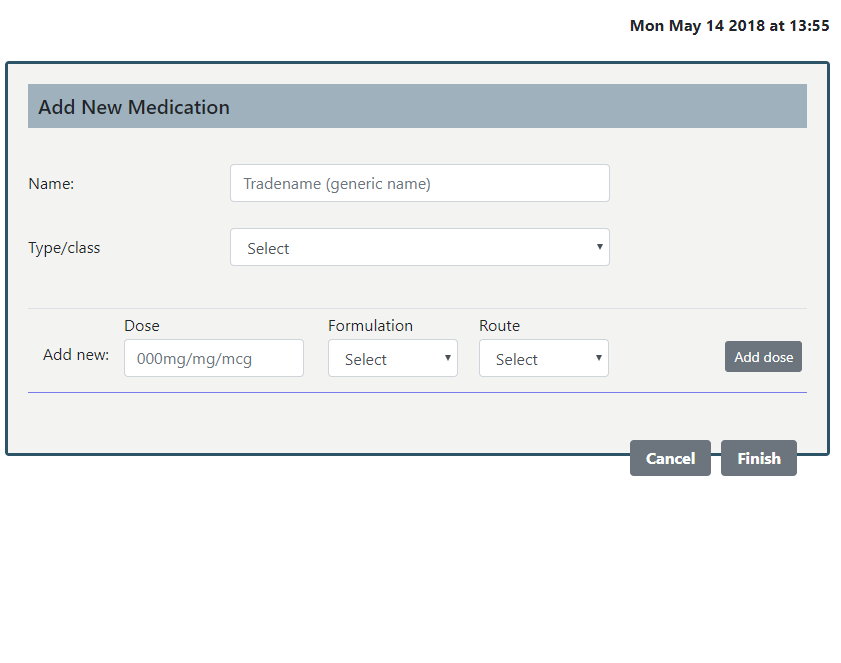 Mon May 14 2018 at 13:55
Add New Medication
Name:
Tradename (generic name)
Type/class
Select
Dose
Formulation
Route
Add new:
000mg/mg/mcg
Select
Select
Add dose
Cancel
Finish